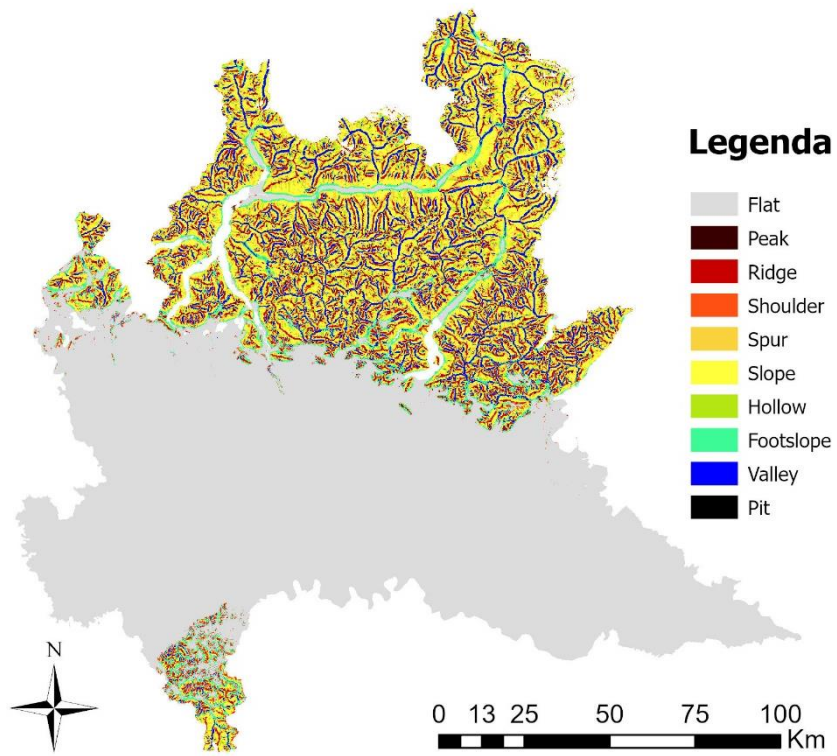 Legenda
Flat
Peak
Ridge
Shoulder
Spur
Slope
Hollow
Footslope
Valley
Pit
N
0 13 25 50 75 100
Km